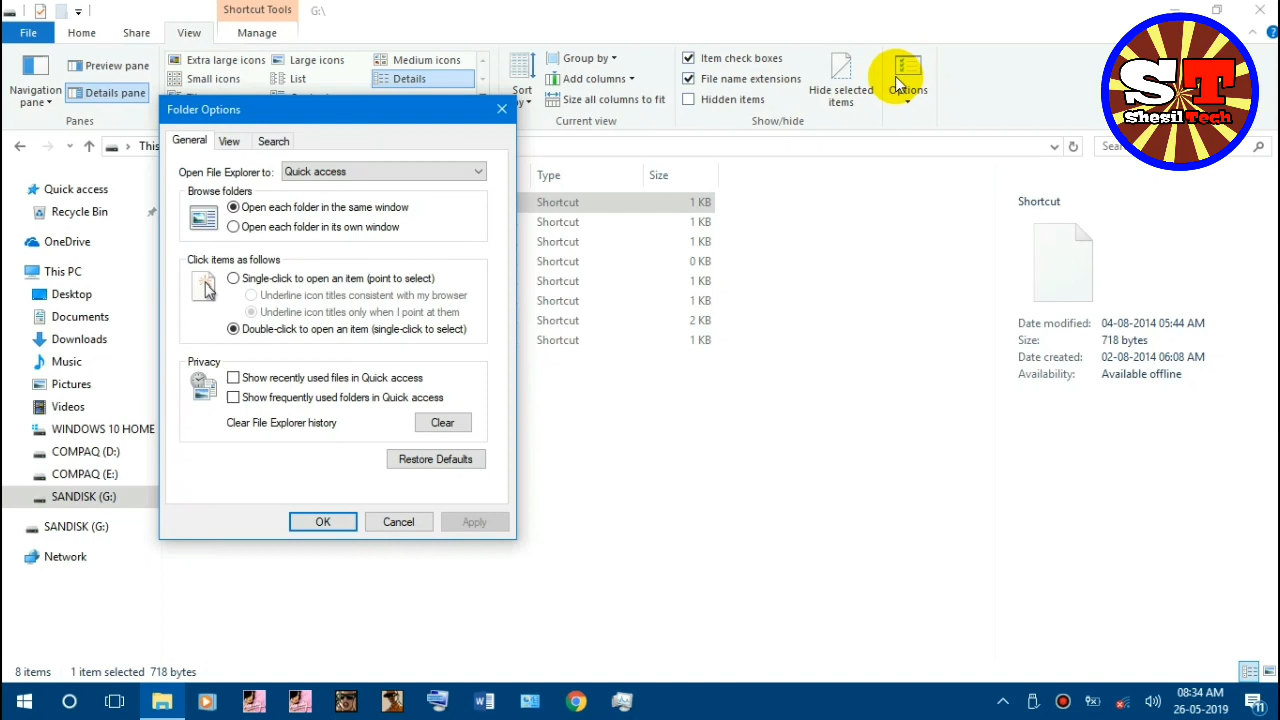 Shortcut Tools
G:\
File
Home
Share
View
Manage
ST
Shesil Tech
Preview pane
Extra large icons
Large icons
Medium icons
Small icons
List
Details
Navigation pane
Details pane
Panes
Sort by
Group by
Add columns
Size all columns to fit
Current view
Item check boxes
File name extensions
Hidden items
Hide selected items
Show/hide
Options
Folder Options
General
View
Search
Open File Explorer to:
Quick access
Browse folders
Open each folder in the same window
Open each folder in its own window
Click items as follows
Single-click to open an item (point to select)
Underline icon titles consistent with my browser
Underline icon titles only when I point at them
Double-click to open an item (single-click to select)
Privacy
Show recently used files in Quick access
Show frequently used folders in Quick access
Clear File Explorer history
Clear
Restore Defaults
OK
Cancel
Apply
Quick access
Recycle Bin
OneDrive
This PC
Desktop
Documents
Downloads
Music
Pictures
Videos
WINDOWS 10 HOME
COMPAQ (D:)
COMPAQ (E:)
SANDISK (G:)
SANDISK (G:)
Network
Type
Size
Shortcut 1 KB
Shortcut 1 KB
Shortcut 1 KB
Shortcut 0 KB
Shortcut 1 KB
Shortcut 1 KB
Shortcut 2 KB
Shortcut 1 KB
Shortcut
Date modified: 04-08-2014 05:44 AM
Size: 718 bytes
Date created: 02-08-2014 06:08 AM
Availability: Available offline
8 items
1 item selected 718 bytes
08:34 AM
26-05-2019
11